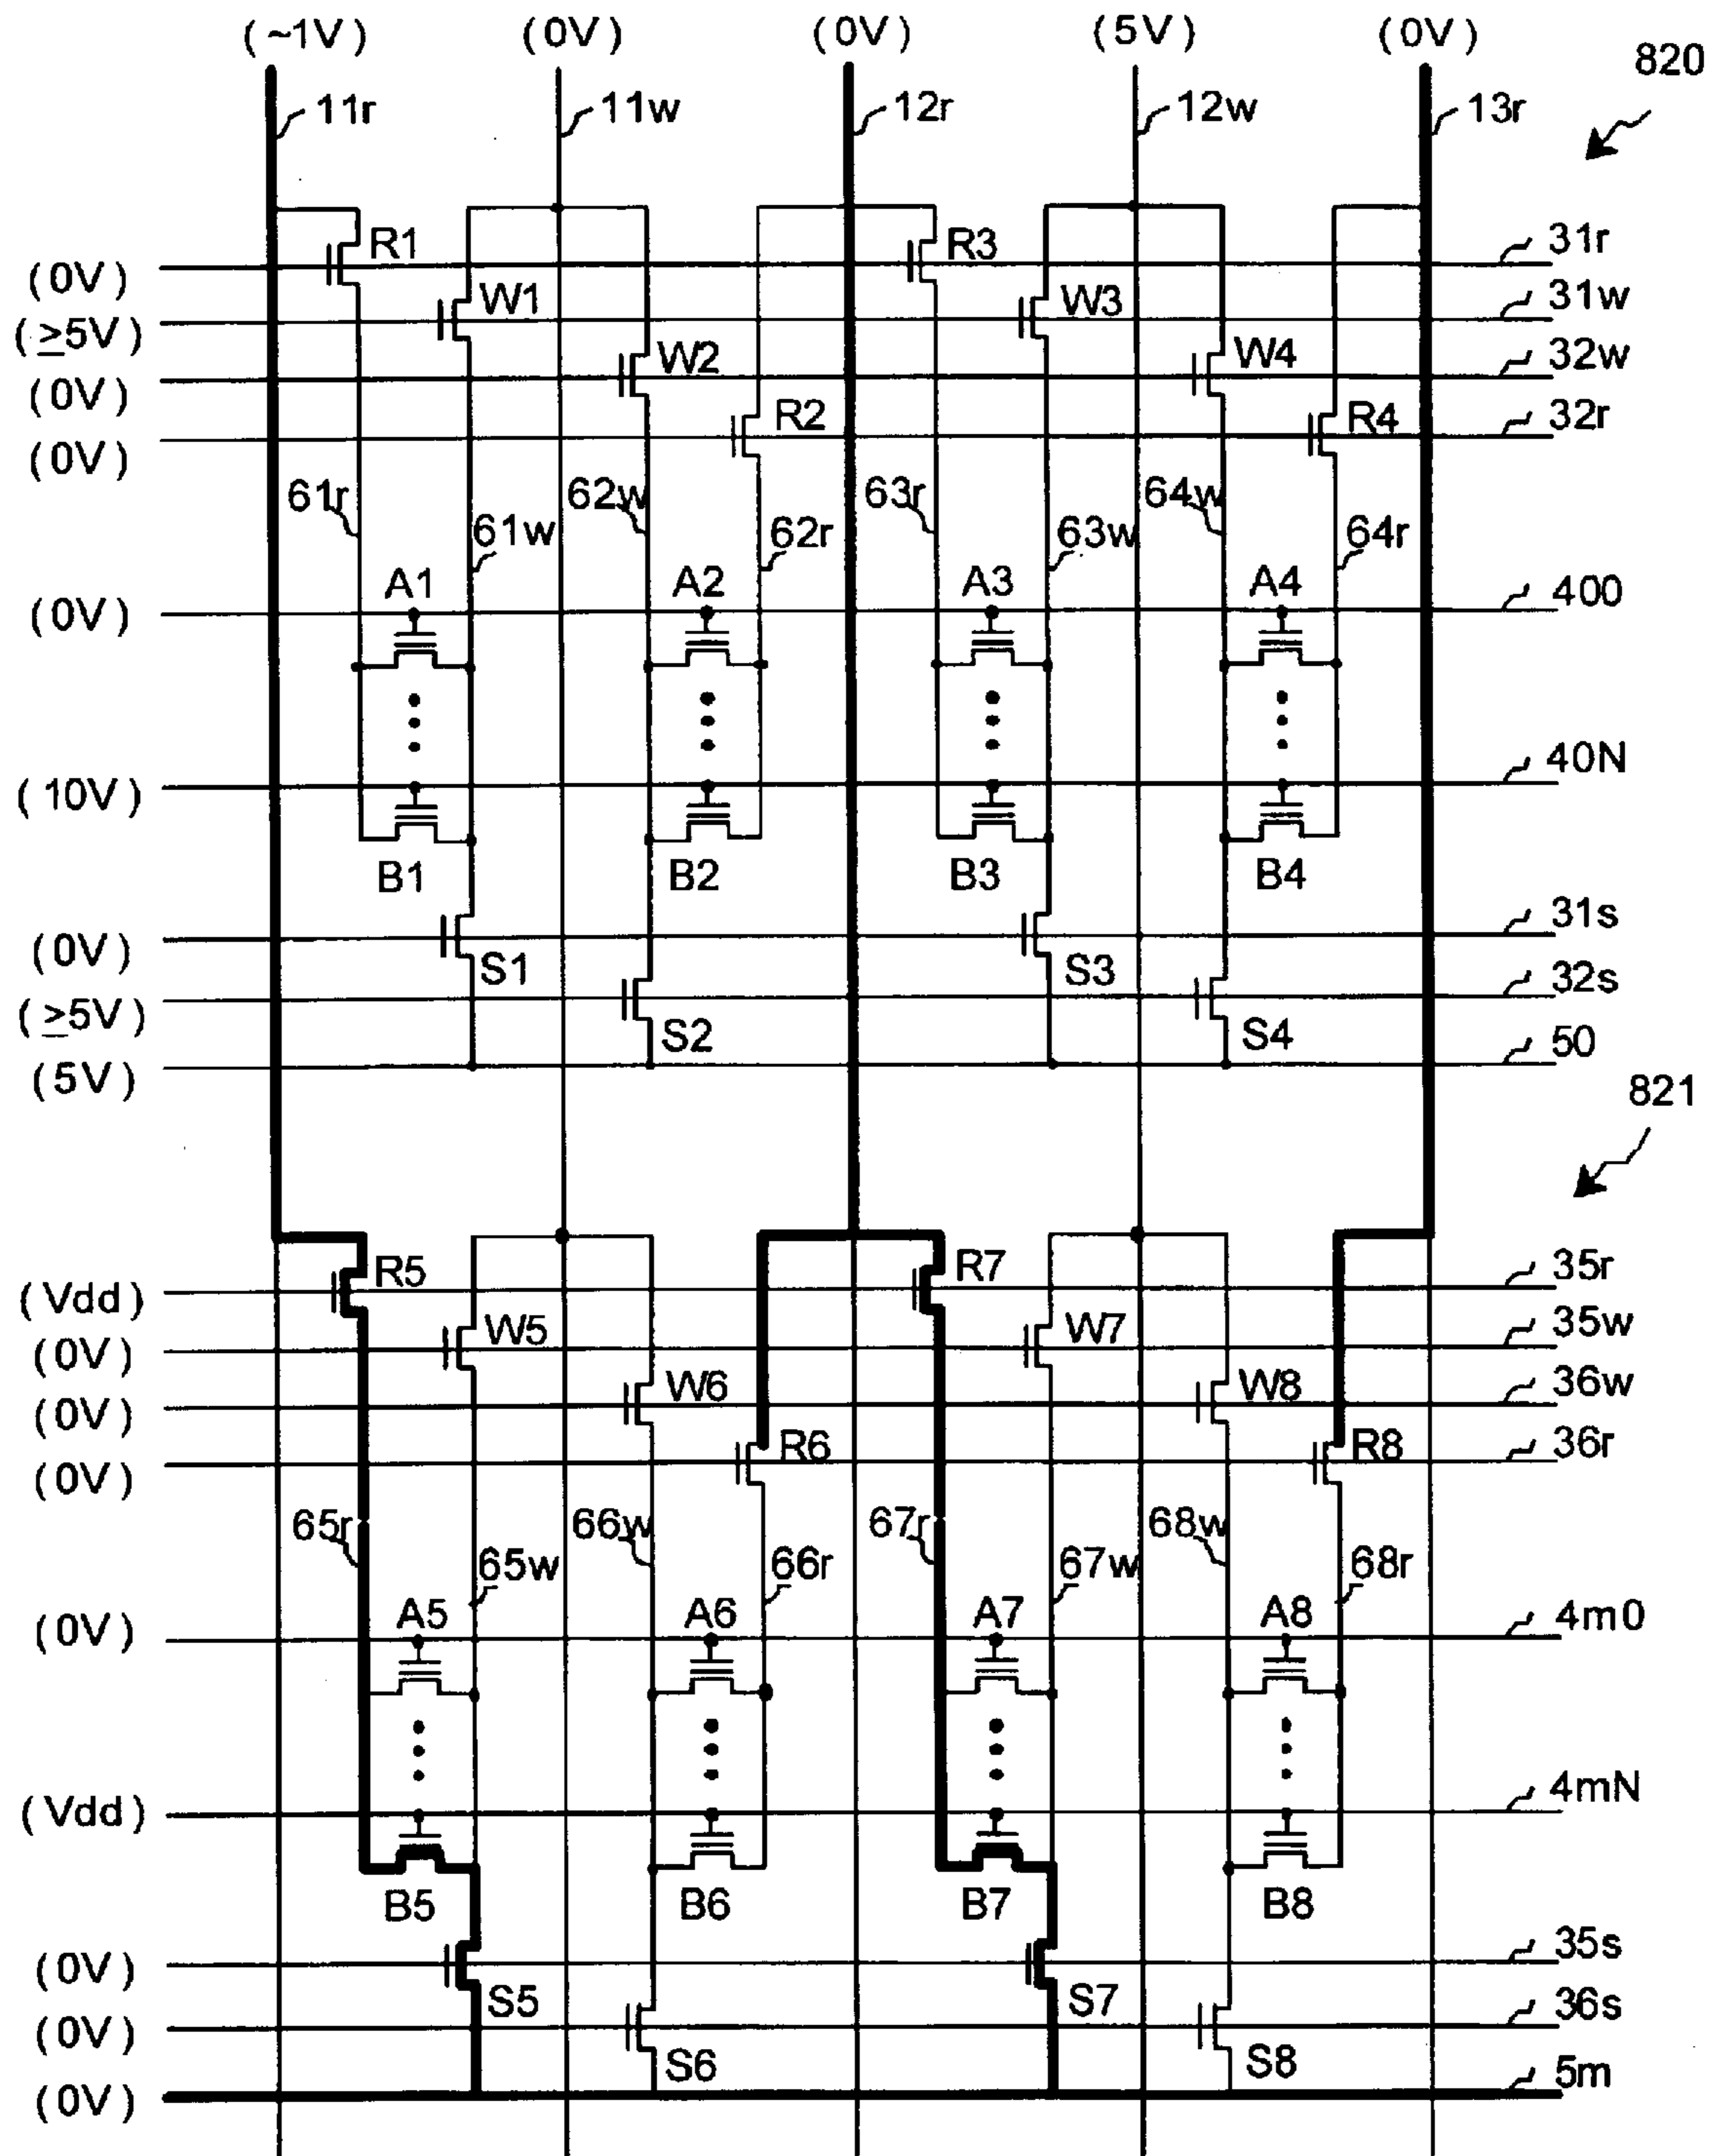 (~1V) (0V) (0V) (5V) (0V)
820
11r 11w 12r 12w 13r
R1 R3 31r
(0V)
W1 W3 31w
(≥5V)
W2 W4 32w
(0V)
R2 R4 32r
(0V)
61r 62w 63r 64w
61w 62r 63w 64r
A1 A2 A3 A4 400
(0V)
40N
(10V)
B1 B2 B3 B4
31s
(0V)
S1 S3 32s
(≥5V)
S2 S4 50
(5V)
821
R5 R7 35r
(Vdd)
W5 W7 35w
(0V)
W6 W8 36w
(0V)
R6 R8 36r
(0V)
65r 66w 67r 68w
65w 66r 67w 68r
A5 A6 A7 A8 4m0
(0V)
4mN
(Vdd)
B5 B6 B7 B8
35s
(0V)
S5 S7 36s
(0V)
S6 S8 5m
(0V)